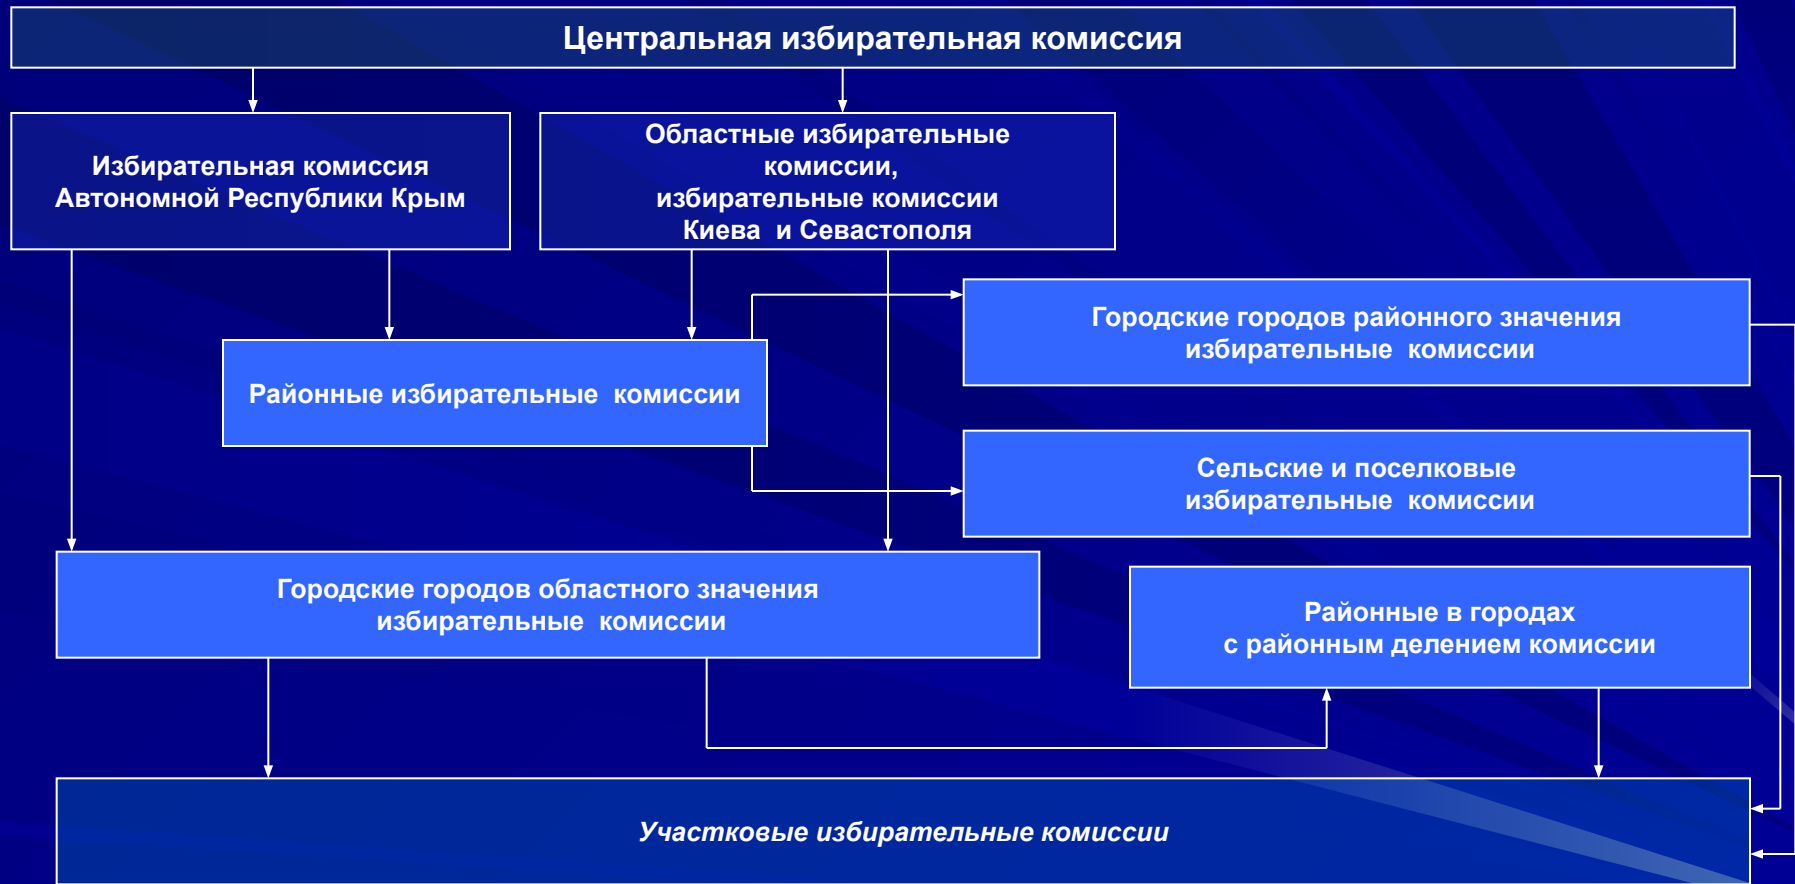 Центральная избирательная комиссия
Избирательная комиссия
Автономной Республики Крым
Областные избирательные
комиссии,
избирательные комиссии
Киева и Севастополя
Городские городов районного значения
избирательные комиссии
Районные избирательные комиссии
Сельские и поселковые
избирательные комиссии
Городские городов областного значения
избирательные комиссии
Районные в городах
с районным делением комиссии
Участковые избирательные комиссии